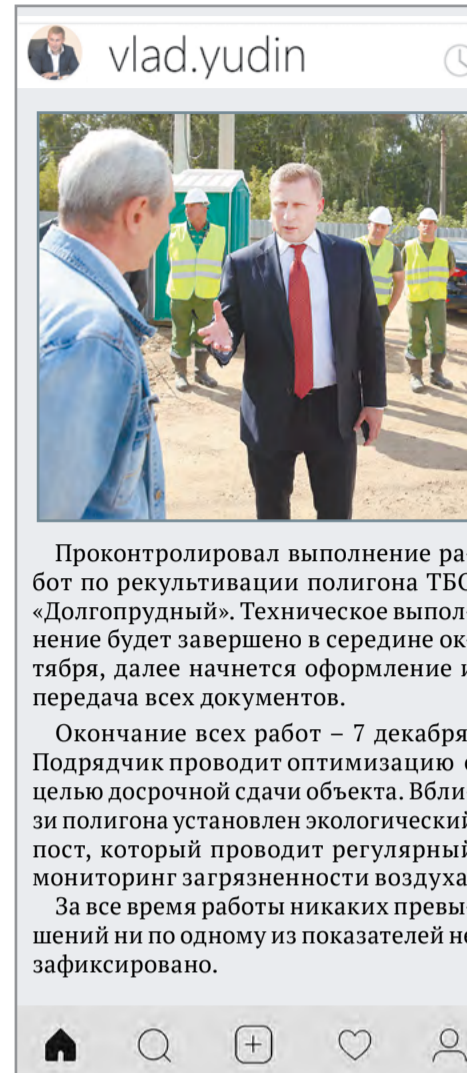 vlad.yudin
Проконтролировал выполнение ра-
бот по рекультивации полигона ТБО
«Долгопрудный». Техническое выпол-
нение будет завершено в середине ок-
тября, далее начнется оформление и
передача всех документов.
Окончание всех работ – 7 декабря.
Подрядчик проводит оптимизацию с
целью досрочной сдачи объекта. Вбли-
зи полигона установлен экологический
пост, который проводит регулярный
мониторинг загрязненности воздуха.
За все время работы никаких превы-
шений ни по одному из показателей не
зафиксировано.